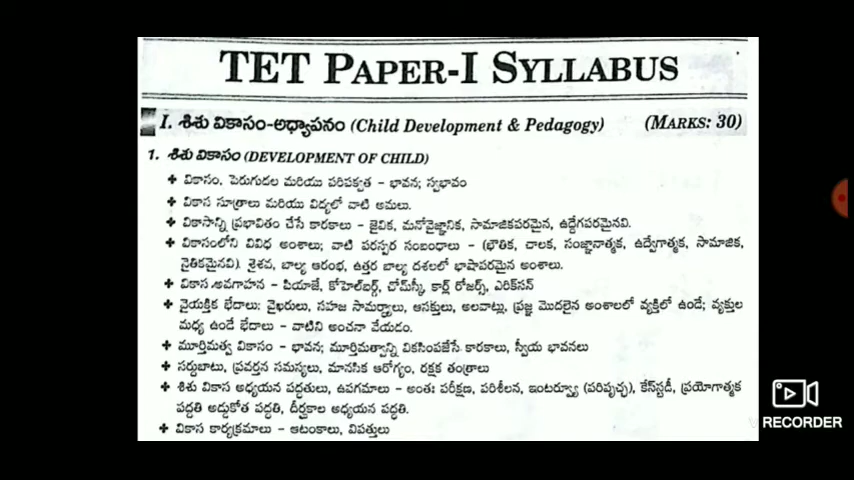 TET PAPER-I SYLLABUS
I. శిశు వికాసం-అధ్యాపనం (Child Development & Pedagogy) (MARKS: 30)
1. శిశు వికాసం (DEVELOPMENT OF CHILD)
✤ వికాసం, పెరుగుదల మరియు పరిపక్వత - భావన; స్వభావం
✤ వికాస సూత్రాలు మరియు విద్యలో వాటి అమలు.
✤ వికాసాన్ని ప్రభావితం చేసే కారకాలు - జైవిక, మనోవైజ్ఞానిక, సామాజికపరమైన, ఉద్వేగపరమైనవి.
✤ వికాసంలోని వివిధ అంశాలు; వాటి పరస్పర సంబంధాలు - (భౌతిక, చాలక, సంజ్ఞానాత్మక, ఉద్వేగాత్మక, సామాజిక,
నైతికమైనవి). శైశవ, బాల్య ఆరంభ, ఉత్తర బాల్య దశలలో భాషాపరమైన అంశాలు.
✤ వికాస అవగాహన - పియాజే, కోహెల్‌బర్గ్, చోమ్‌స్కీ, కార్ల్ రోజర్స్, ఎరిక్‌సన్
✤ వైయక్తిక భేదాలు: వైఖరులు, సహజ సామర్థ్యాలు, ఆసక్తులు, అలవాట్లు, ప్రజ్ఞ మొదలైన అంశాలలో వ్యక్తిలో ఉండే; వ్యక్తుల
మధ్య ఉండే భేదాలు - వాటిని అంచనా వేయడం.
✤ మూర్తిమత్వ వికాసం - భావన; మూర్తిమత్వాన్ని వికసింపజేసే కారకాలు, స్వీయ భావనలు
✤ సర్దుబాటు, ప్రవర్తన సమస్యలు, మానసిక ఆరోగ్యం, రక్షక తంత్రాలు
✤ శిశు వికాస అధ్యయన పద్ధతులు, ఉపగమాలు - అంతః పరీక్షణ, పరిశీలన, ఇంటర్వ్యూ (పరిపృచ్ఛ), కేస్‌స్టడీ, ప్రయోగాత్మక
పద్ధతి అడ్డుకోత పద్ధతి, దీర్ఘకాల అధ్యయన పద్ధతి.
✤ వికాస కార్యక్రమాలు - ఆటంకాలు, విపత్తులు
RECORDER